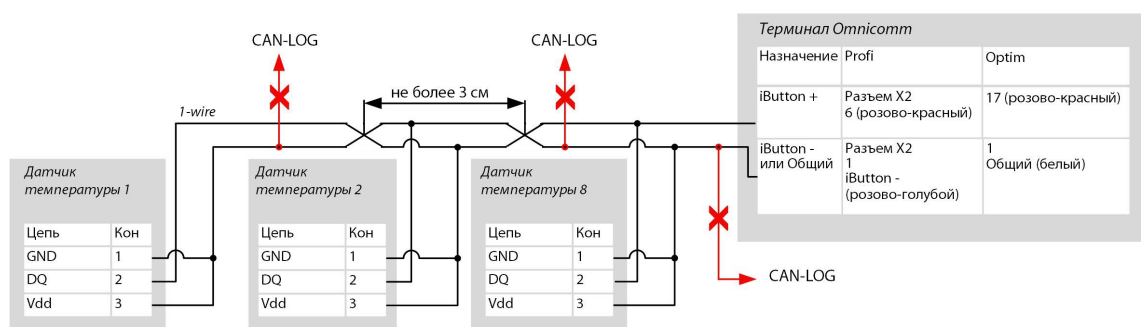 CAN-LOG
CAN-LOG
не более 3 см
1-wire
Терминал Omnicomm
Назначение Profi Optim
iButton + Разъем X2 17 (розово-красный)
6 (розово-красный)
iButton - Разъем X2 1
или Общий 1 Общий (белый)
iButton -
(розово-голубой)
Датчик
температуры 1
Цепь Кон
GND 1
DQ 2
Vdd 3
Датчик
температуры 2
Цепь Кон
GND 1
DQ 2
Vdd 3
Датчик
температуры 8
Цепь Кон
GND 1
DQ 2
Vdd 3
CAN-LOG